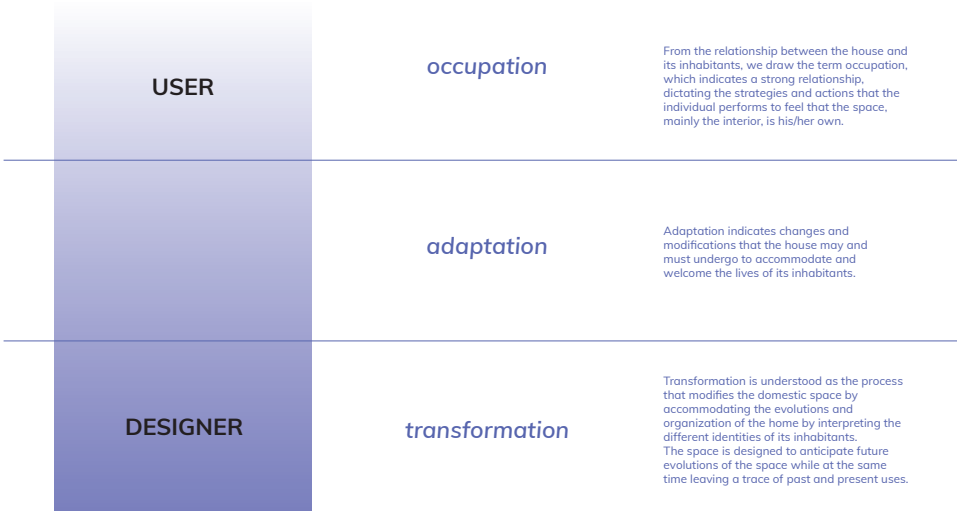 USER
occupation
From the relationship between the house and
its inhabitants, we draw the term occupation,
which indicates a strong relationship,
dictating the strategies and actions that the
individual performs to feel that the space,
mainly the interior, is his/her own.
adaptation
Adaptation indicates changes and
modifications that the house may and
must undergo to accommodate and
welcome the lives of its inhabitants.
DESIGNER
transformation
Transformation is understood as the process
that modifies the domestic space by
accommodating the evolutions and
organization of the home by interpreting the
different identities of its inhabitants.
The space is designed to anticipate future
evolutions of the space while at the same
time leaving a trace of past and present uses.